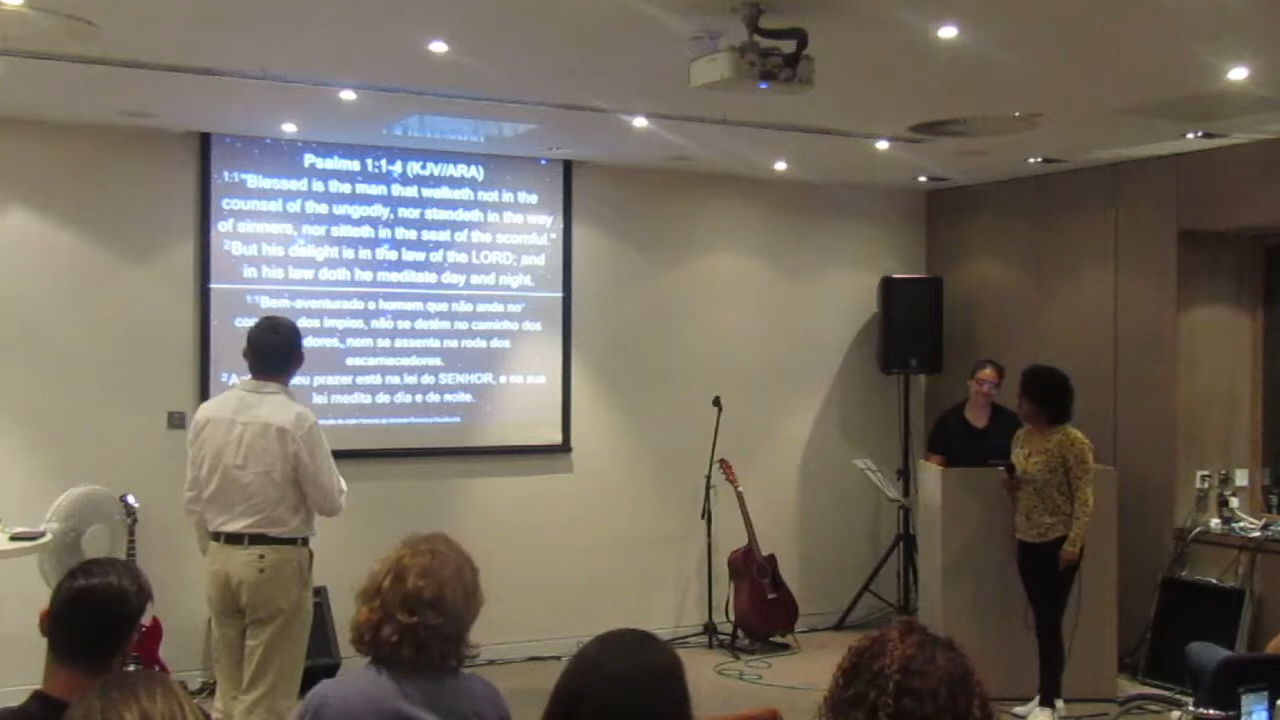 Psalms 1:1-4 (KJV/ARA)
1:1"Blessed is the man that walketh not in the
counsel of the ungodly, nor standeth in the way
of sinners, nor sitteth in the seat of the scornful."
2But his delight is in the law of the LORD; and
in his law doth he meditate day and night.
1:1Bem-aventurado o homem que não anda no
dos ímpios, não se detém no caminho dos
nem se assenta na roda dos
escarnecedores.
prazer está na lei do SENHOR, e na sua
lei medita de dia e de noite.